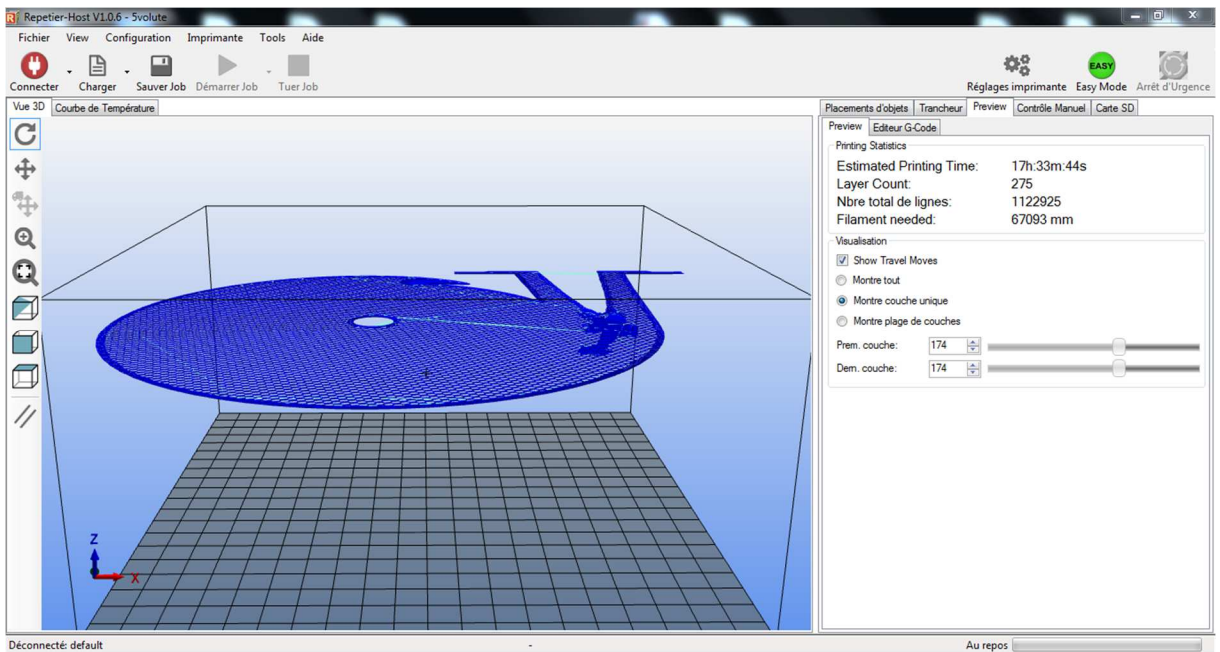 Repetier-Host V1.0.6 - 5volute
Fichier View Configuration Imprimante Tools Aide
Connecter Charger Sauver Job Démarrer Job Tuer Job
EASY
Réglages imprimante Easy Mode Arrêt d'Urgence
Vue 3D Courbe de Température
Placements d'objets Trancheur Preview Contrôle Manuel Carte SD
Preview Editeur G-Code
Printing Statistics
Estimated Printing Time: 17h:33m:44s
Layer Count: 275
Nbre total de lignes: 1122925
Filament needed: 67093 mm
Visualisation
Show Travel Moves
Montre tout
Montre couche unique
Montre plage de couches
Prem. couche: 174
Dern. couche: 174
Z
X
Déconnecté: default - Au repos